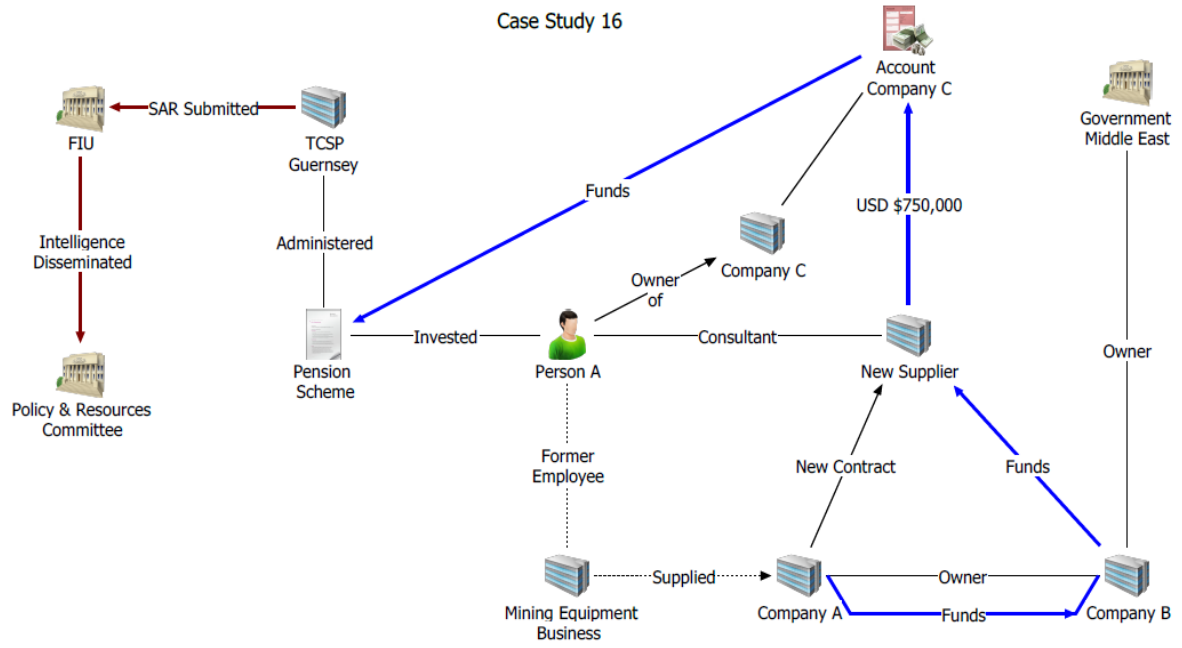 Case Study 16
Account
Company C
Government
Middle East
SAR Submitted
FIU
TCSP
Guernsey
Funds
USD $750,000
Intelligence
Disseminated
Administered
Company C
Owner
of
Invested
Consultant
Owner
Pension
Scheme
Person A
New Supplier
Policy & Resources
Committee
Former
Employee
New Contract
Funds
Supplied
Owner
Mining Equipment
Business
Company A
Funds
Company B